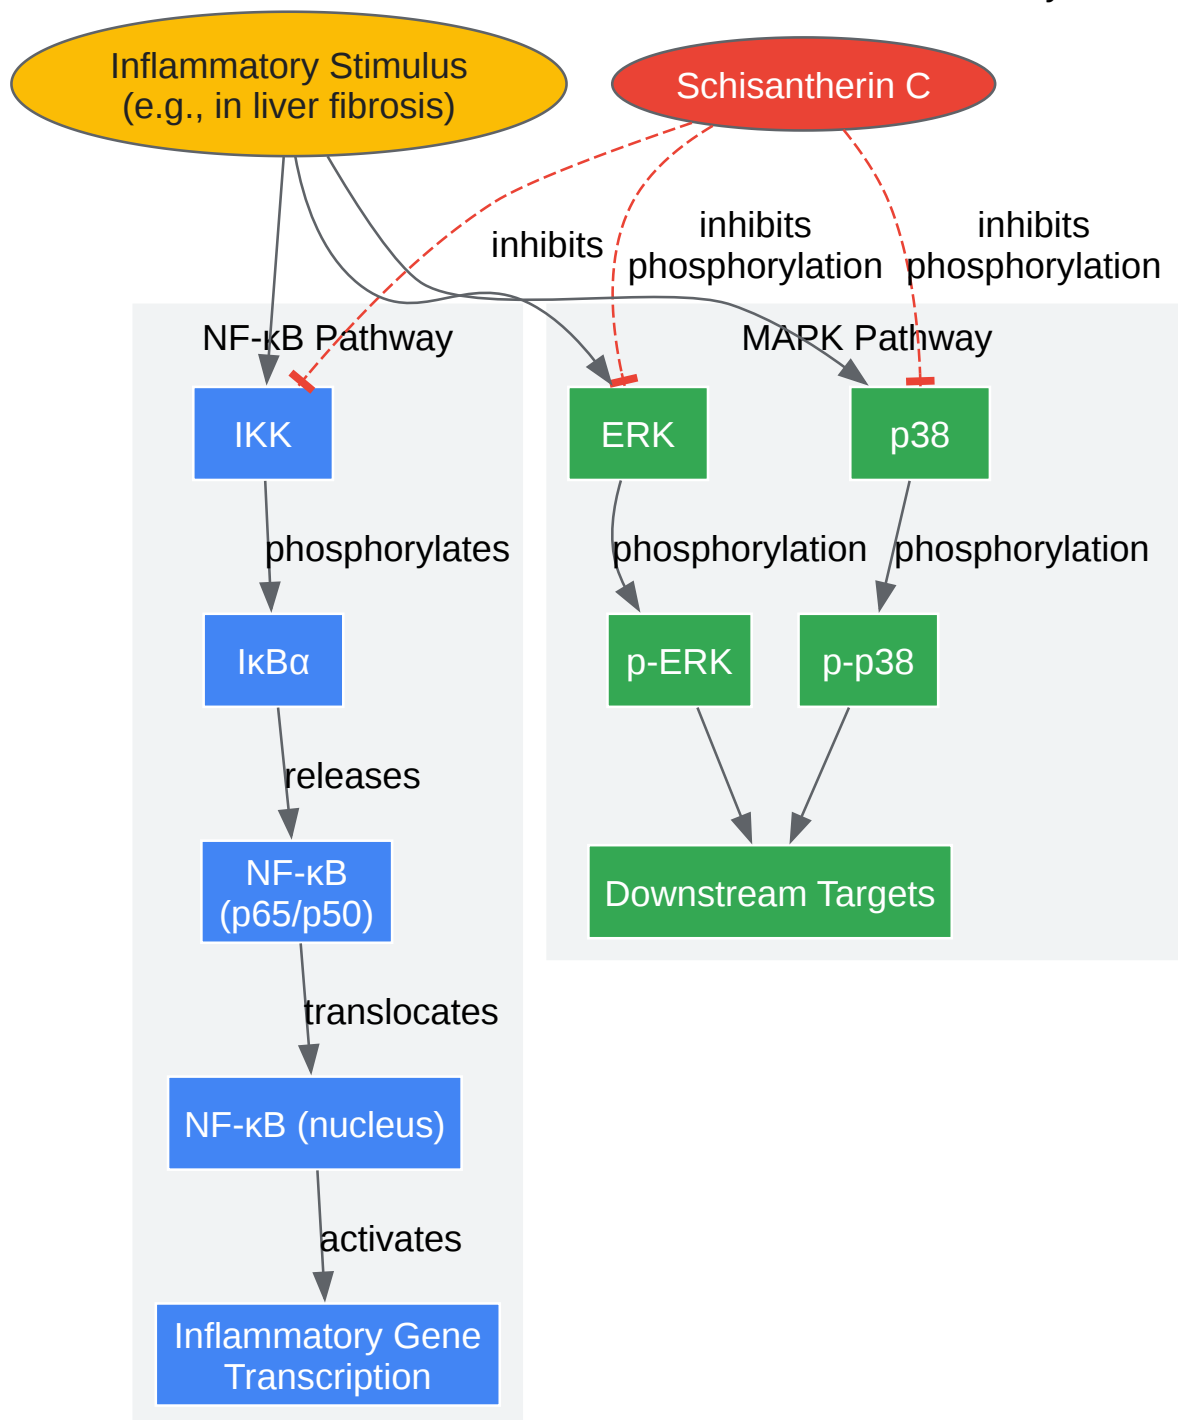 Inflammatory Stimulus
(e.g., in liver fibrosis)
Schisantherin C
inhibits
inhibits
phosphorylation
inhibits
phosphorylation
NF-κB Pathway
MAPK Pathway
IKK
ERK
p38
phosphorylates
phosphorylation
phosphorylation
IκBα
p-ERK
p-p38
releases
NF-κB
(p65/p50)
Downstream Targets
translocates
NF-κB (nucleus)
activates
Inflammatory Gene
Transcription